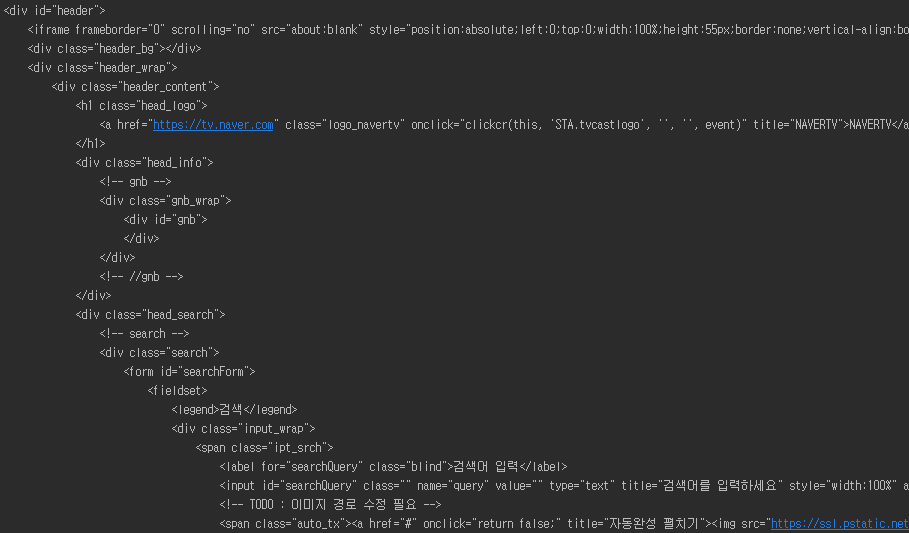 <div id="header">
<iframe frameborder="0" scrolling="no" src="about:blank" style="position:absolute;left:0;top:0;width:100%;height:55px;border:none;vertical-align:bo
<div class="header_bg"></div>
<div class="header_wrap">
<div class="header_content">
<h1 class="head_logo">
<a href="https://tv.naver.com" class="logo_navertv" onclick="clickcr(this, 'STA.tvcastlogo', '', '', event)" title="NAVERTV">NAVERTV</a
</h1>
<div class="head_info">
<!-- gnb -->
<div class="gnb_wrap">
<div id="gnb">
</div>
</div>
<!-- //gnb -->
</div>
<div class="head_search">
<!-- search -->
<div class="search">
<form id="searchForm">
<fieldset>
<legend>검색</legend>
<div class="input_wrap">
<span class="ipt_srch">
<label for="searchQuery" class="blind">검색어 입력</label>
<input id="searchQuery" class="" name="query" value="" type="text" title="검색어를 입력하세요" style="width:100%" a
<!-- TODO : 이미지 경로 수정 필요 -->
<span class="auto_tx"><a href="#" onclick="return false;" title="자동완성 펼치기"><img src="https://ssl.pstatic.net